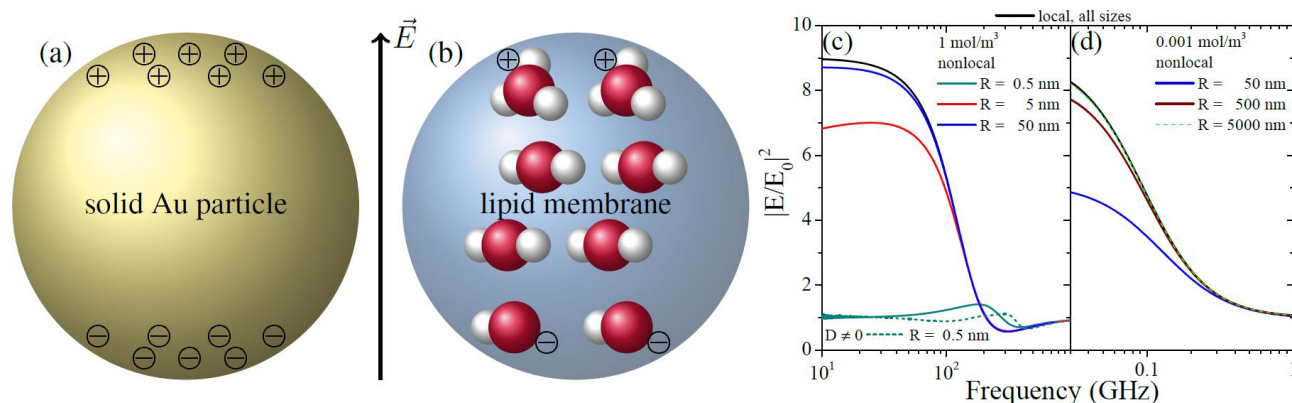 (a)
solid Au particle
E
(b)
lipid membrane
local, all sizes
|E/E₀|²
10
8
6
4
2
0
(c)
1 mol/m³
nonlocal
R = 0.5 nm
R = 5 nm
R = 50 nm
D ≠ 0
R = 0.5 nm
(d)
0.001 mol/m³
nonlocal
R = 50 nm
R = 500 nm
R = 5000 nm
10¹
10²
0.1
1
Frequency (GHz)